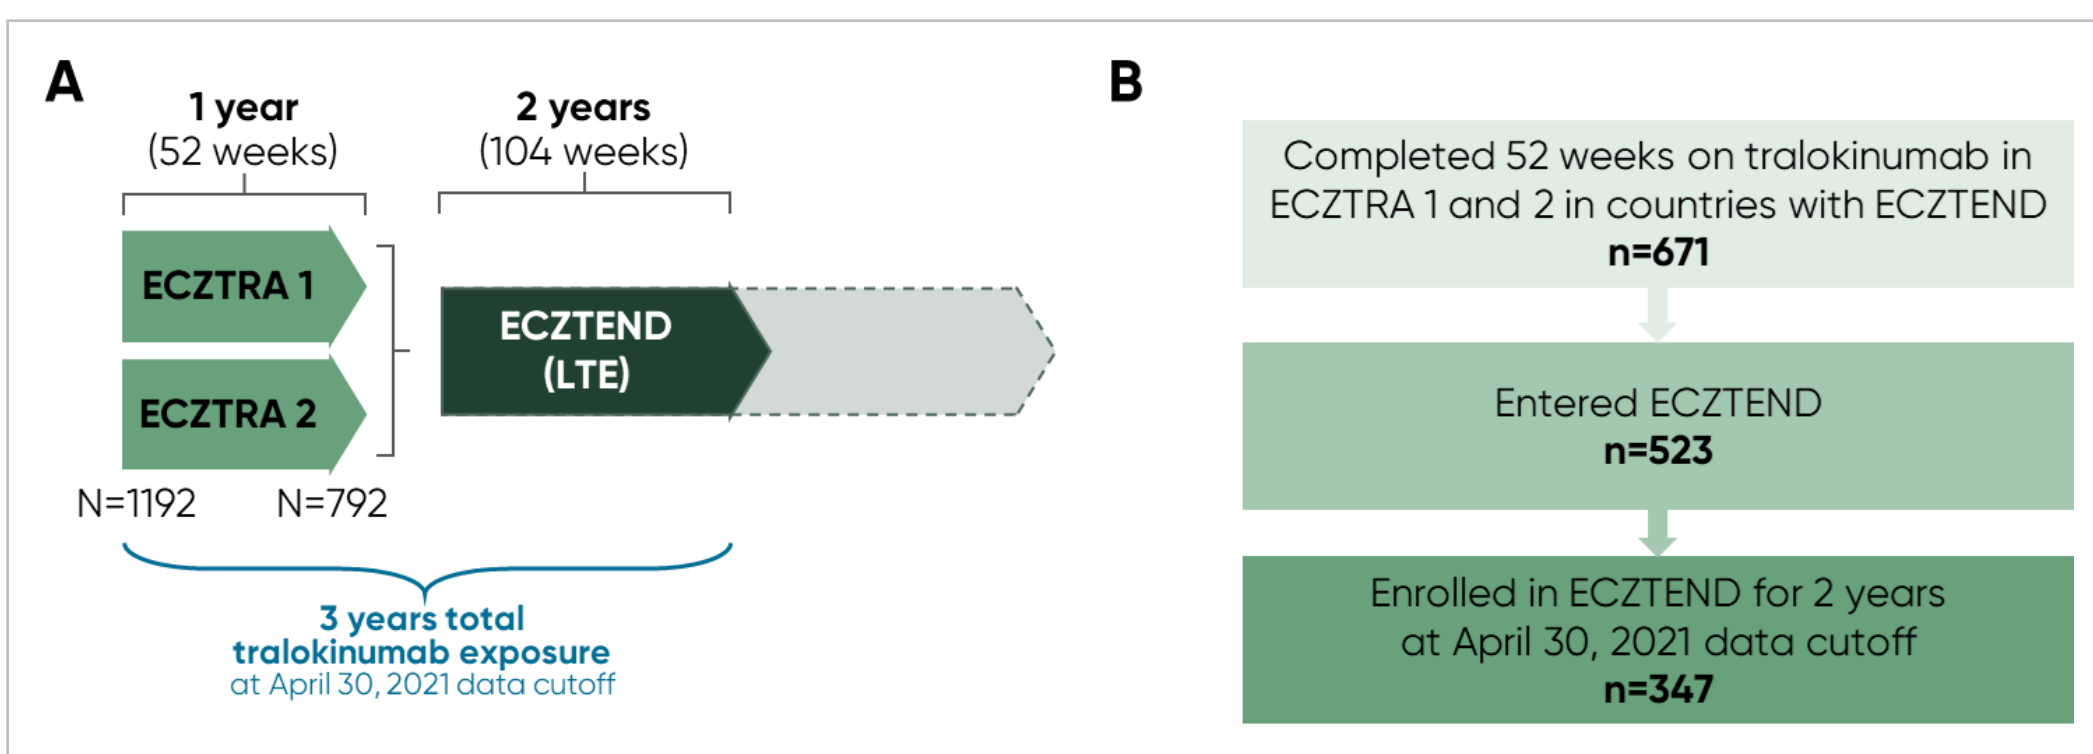 A
1 year
(52 weeks)
2 years
(104 weeks)
ECZTRA 1
ECZTRA 2
N=1192
N=792
ECZTEND
(LTE)
3 years total
tralokinumab exposure
at April 30, 2021 data cutoff
B
Completed 52 weeks on tralokinumab in
ECZTRA 1 and 2 in countries with ECZTEND
n=671
Entered ECZTEND
n=523
Enrolled in ECZTEND for 2 years
at April 30, 2021 data cutoff
n=347